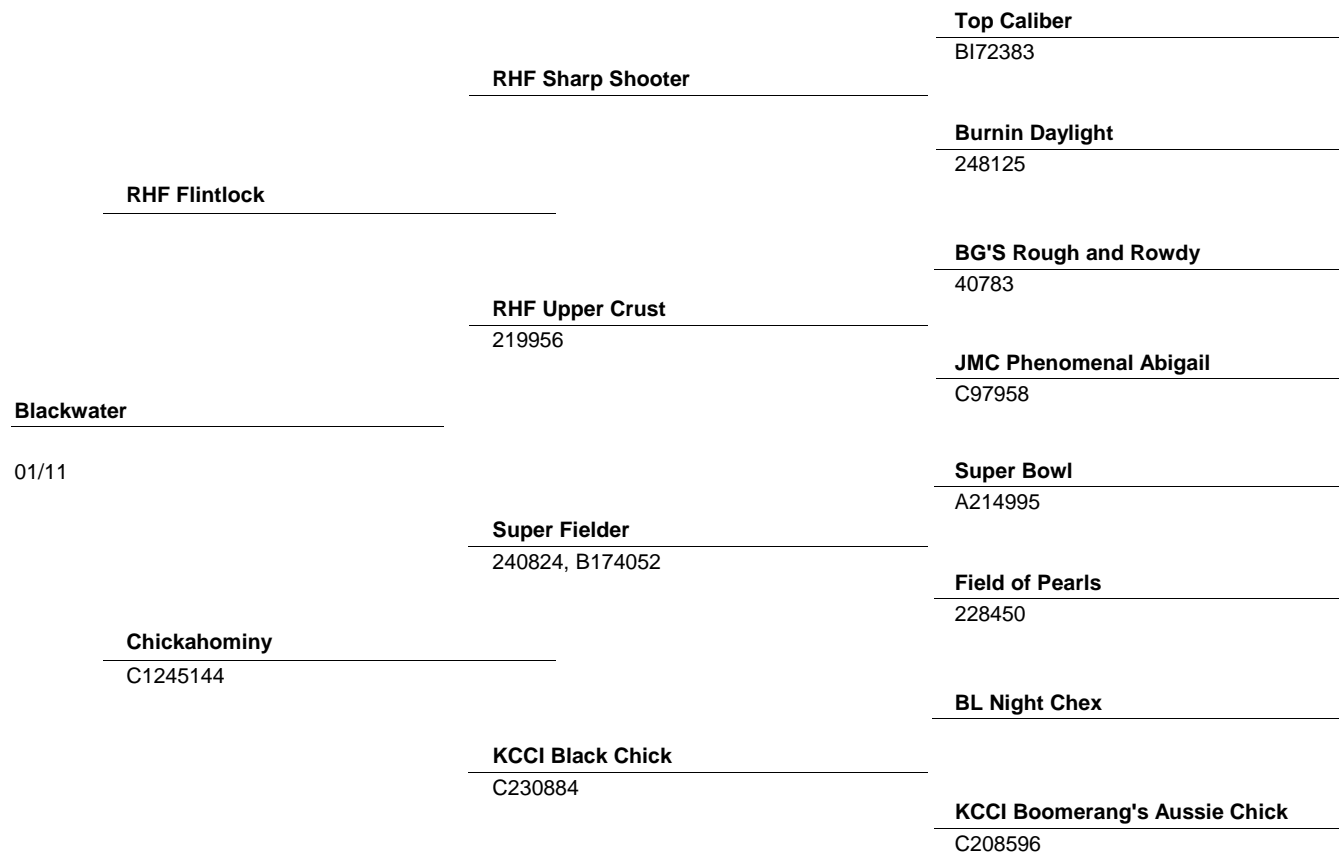 Top Caliber
BI72383
RHF Sharp Shooter
Burnin Daylight
248125
RHF Flintlock
BG'S Rough and Rowdy
40783
RHF Upper Crust
219956
JMC Phenomenal Abigail
C97958
Blackwater
01/11
Super Bowl
A214995
Super Fielder
240824, B174052
Field of Pearls
228450
Chickahominy
C1245144
BL Night Chex
KCCI Black Chick
C230884
KCCI Boomerang's Aussie Chick
C208596